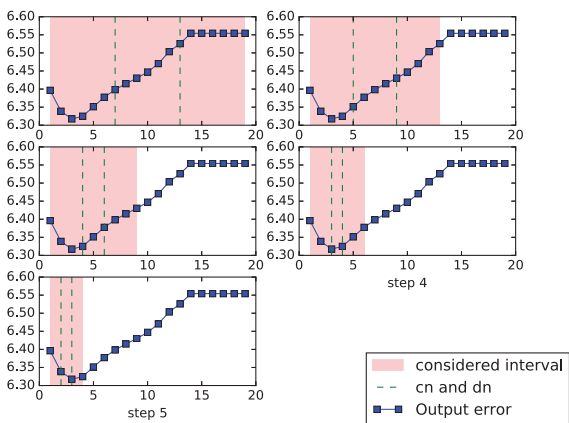 6.60 6.60
6.55 6.55
6.50 6.50
6.45 6.45
6.40 6.40
6.35 6.35
6.30 6.30
0 5 10 15 20 0 5 10 15 20
6.60 6.60
6.55 6.55
6.50 6.50
6.45 6.45
6.40 6.40
6.35 6.35
6.30 6.30
0 5 10 15 20 0 5 10 15 20
step 4
6.60
6.55
6.50
6.45
6.40
6.35
6.30
0 5 10 15 20
step 5
considered interval
cn and dn
Output error